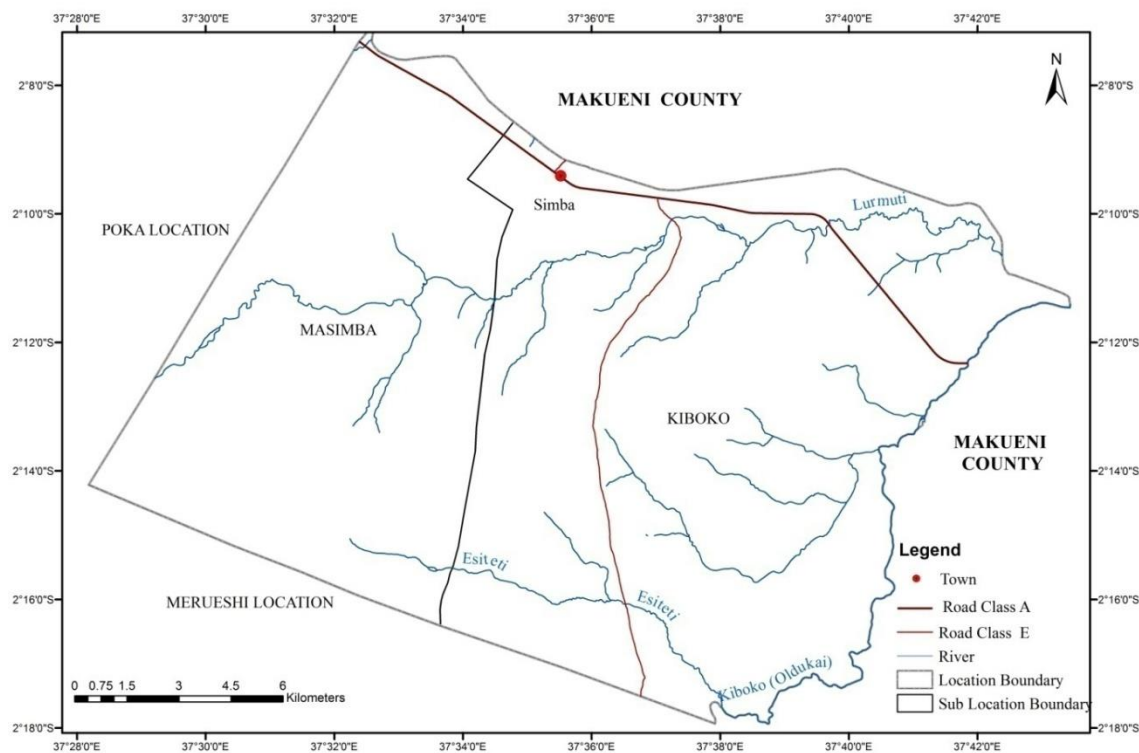 37°28'0"E 37°30'0"E 37°32'0"E 37°34'0"E 37°36'0"E 37°38'0"E 37°40'0"E 37°42'0"E
N
2°8'0"S 2°8'0"S
MAKUENI COUNTY
Simba
Lurmuti
2°10'0"S 2°10'0"S
POKA LOCATION
MASIMBA
2°12'0"S 2°12'0"S
KIBOKO
MAKUENI
COUNTY
2°14'0"S 2°14'0"S
Esiteti
Esiteti
MERUESHI LOCATION
2°16'0"S 2°16'0"S
Kiboko (Oldukai)
Legend
Town
Road Class A
Road Class E
River
Location Boundary
Sub Location Boundary
0 0.75 1.5 3 4.5 6
Kilometers
2°18'0"S 2°18'0"S
37°28'0"E 37°30'0"E 37°32'0"E 37°34'0"E 37°36'0"E 37°38'0"E 37°40'0"E 37°42'0"E